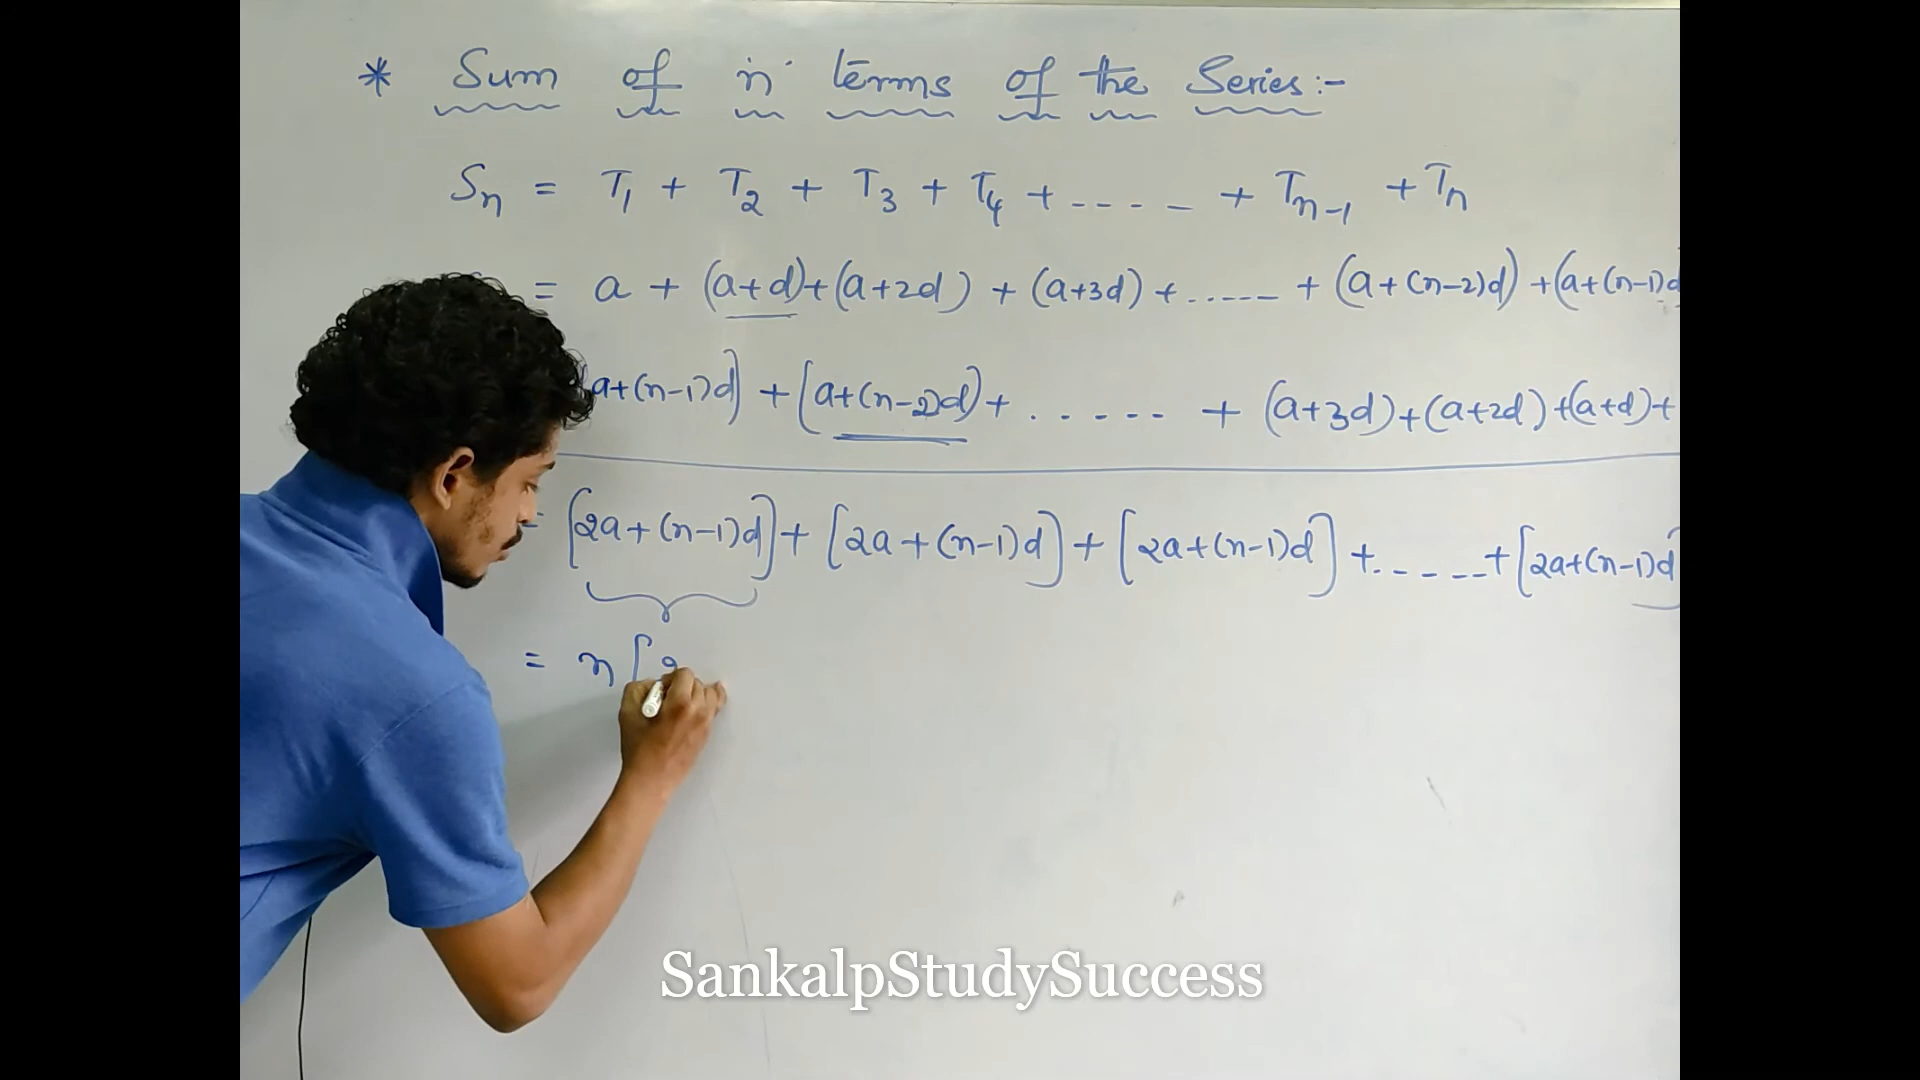 * Sum of 'n' terms of the Series:-
Sn = T1 + T2 + T3 + T4 + ..... + Tn-1 + Tn
= a + (a+d) + (a+2d) + (a+3d) + ..... + (a+(n-2)d) + (a+(n-1)d
a+(n-1)d] + [a+(n-2)d] + ...... + (a+3d) + (a+2d) + (a+d) +
= [2a+(n-1)d] + [2a+(n-1)d] + [2a+(n-1)d] + ..... + [2a+(n-1)d]
= n [2
SankalpStudySuccess